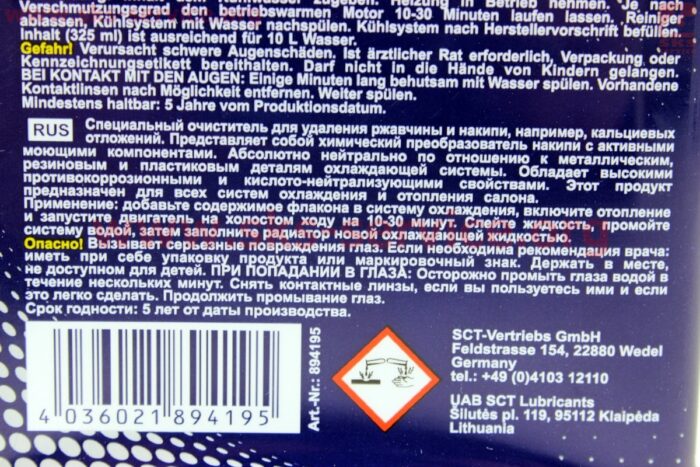 Verschmutzungsgrad den betriebswarmen Motor 10-30 Minuten laufen lassen. Reiniger
ablassen, Kühlsystem mit Wasser nachspülen. Kühlsystem nach Herstellervorschrift befüllen.
Inhalt (325 ml) ist ausreichend für 10 L Wasser.
Gefahr! Verursacht schwere Augenschäden. Ist ärztlicher Rat erforderlich, Verpackung oder
Kennzeichnungsetikett bereithalten. Darf nicht in die Hände von Kindern gelangen.
BEI KONTAKT MIT DEN AUGEN: Einige Minuten lang behutsam mit Wasser spülen. Vorhandene
Kontaktlinsen nach Möglichkeit entfernen. Weiter spülen.
Mindestens haltbar: 5 Jahre vom Produktionsdatum.
RUS Специальный очиститель для удаления ржавчины и накипи, например, кальциевых
отложений. Представляет собой химический преобразователь накипи с активными
моющими компонентами. Абсолютно нейтрально по отношению к металлическим,
резиновым и пластиковым деталям охлаждающей системы. Обладает высокими
противокоррозионными и кислото-нейтрализующими свойствами. Этот продукт
предназначен для всех систем охлаждения и отопления салона.
Применение: добавьте содержимое флакона в систему охлаждения, включите отопление
и запустите двигатель на холостом ходу на 10-30 минут. Слейте жидкость, промойте
систему водой, затем заполните радиатор новой охлаждающей жидкостью.
Опасно! Вызывает серьезные повреждения глаз. Если необходима рекомендация врача:
иметь при себе упаковку продукта или маркировочный знак. Держать в месте,
не доступном для детей. ПРИ ПОПАДАНИИ В ГЛАЗА: Осторожно промыть глаза водой в
течение нескольких минут. Снять контактные линзы, если вы пользуетесь ими и если
это легко сделать. Продолжить промывание глаз.
Срок годности: 5 лет от даты производства.
4 036021 894195
Art.-Nr.: 894195
SCT-Vertriebs GmbH
Feldstrasse 154, 22880 Wedel
Germany
tel.: +49 (0)4103 12110
UAB SCT Lubricants
Šilutės pl. 119, 95112 Klaipėda
Lithuania